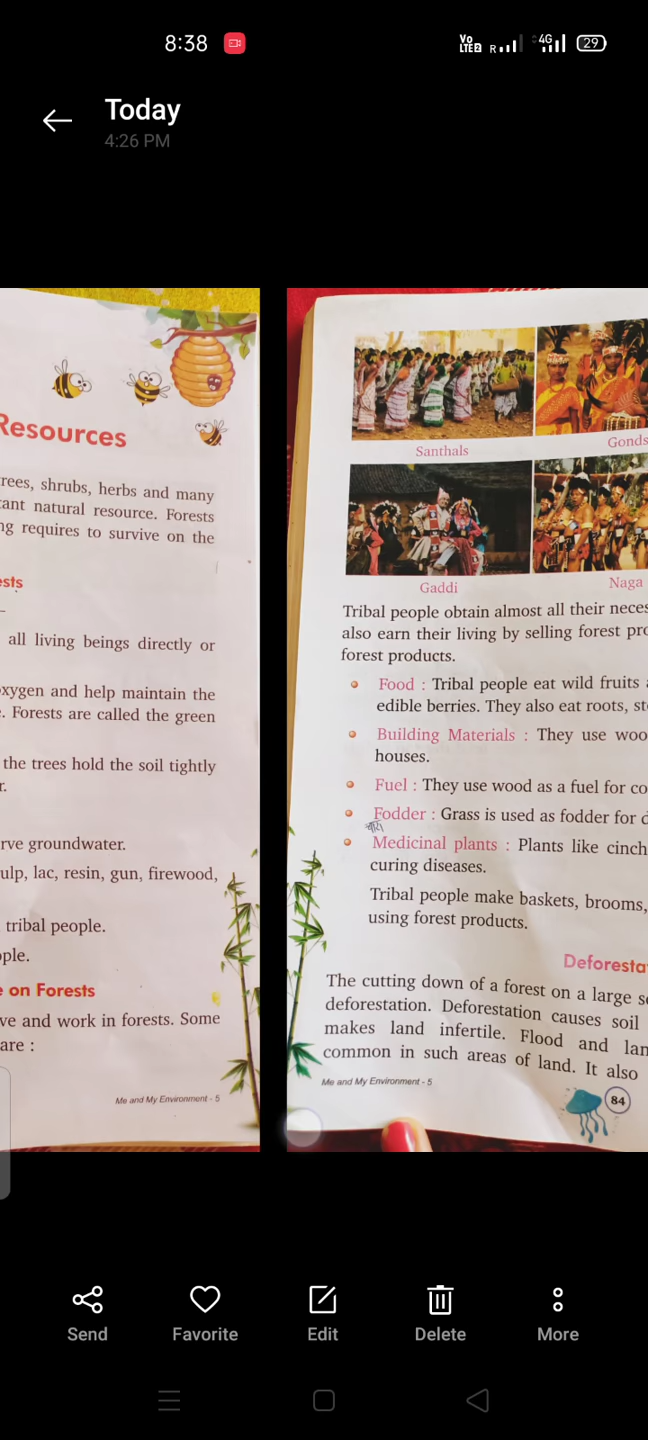 8:38
Vo LTE2 R 4G 29
Today
4:26 PM
Resources
trees, shrubs, herbs and many
tant natural resource. Forests
ng requires to survive on the
ests
all living beings directly or
oxygen and help maintain the
e. Forests are called the green
the trees hold the soil tightly
r.
rve groundwater.
ulp, lac, resin, gun, firewood,
tribal people.
ople.
e on Forests
ve and work in forests. Some
are :
Me and My Environment - 5
Santhals
Gonds
Gaddi
Naga
Tribal people obtain almost all their neces
also earn their living by selling forest pro
forest products.
Food : Tribal people eat wild fruits a
edible berries. They also eat roots, st
Building Materials : They use woo
houses.
Fuel : They use wood as a fuel for co
Fodder : Grass is used as fodder for d
चारा
Medicinal plants : Plants like cinch
curing diseases.
Tribal people make baskets, brooms,
using forest products.
Deforesta
The cutting down of a forest on a large s
deforestation. Deforestation causes soil
makes land infertile. Flood and lan
common in such areas of land. It also
Me and My Environment - 5
84
Send
Favorite
Edit
Delete
More